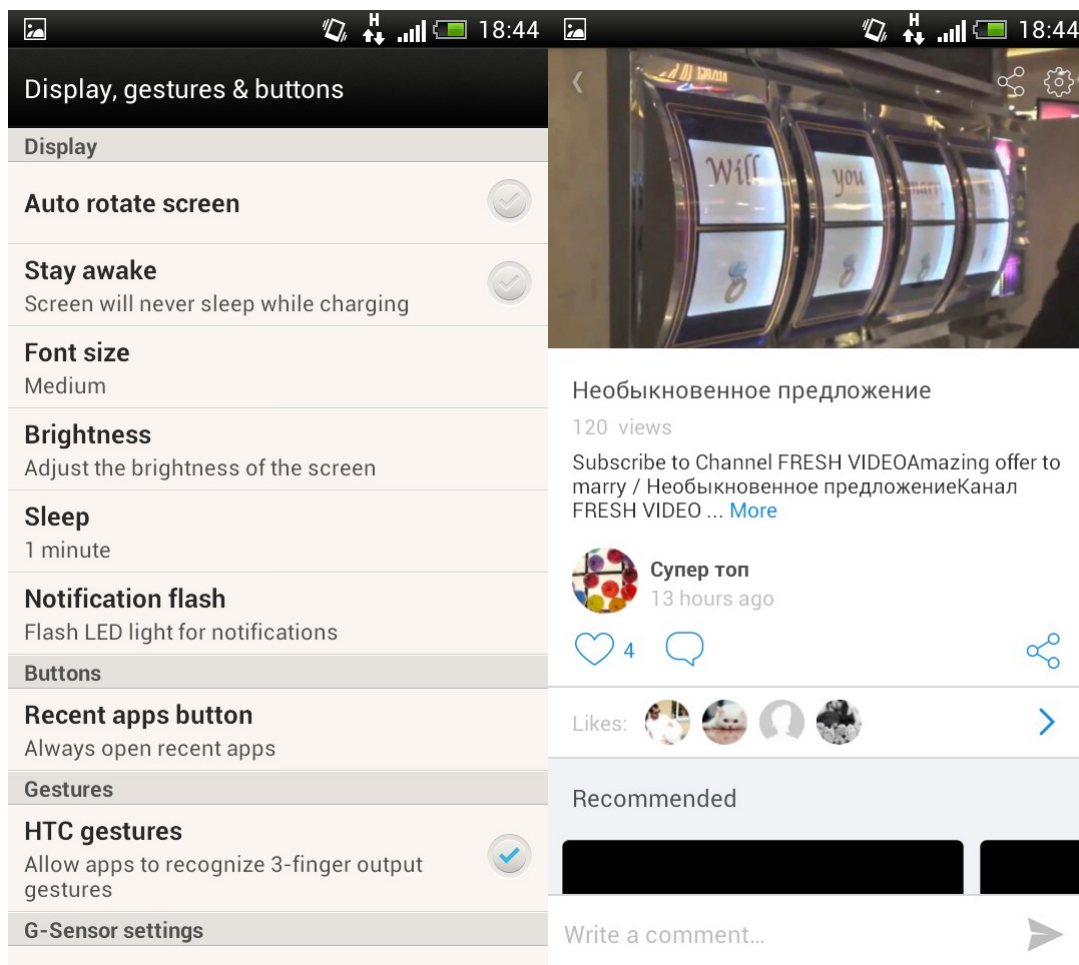 H
18:44
Display, gestures & buttons
Display
Auto rotate screen
Stay awake
Screen will never sleep while charging
Font size
Medium
Brightness
Adjust the brightness of the screen
Sleep
1 minute
Notification flash
Flash LED light for notifications
Buttons
Recent apps button
Always open recent apps
Gestures
HTC gestures
Allow apps to recognize 3-finger output
gestures
G-Sensor settings
H
18:44
Will you marry
Необыкновенное предложение
120 views
Subscribe to Channel FRESH VIDEOAmazing offer to
marry / Необыкновенное предложениеКанал
FRESH VIDEO ... More
Супер топ
13 hours ago
4
Likes:
Recommended
Write a comment...